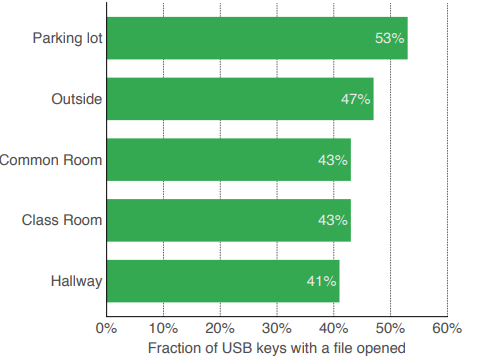 Parking lot
53%
Outside
47%
Common Room
43%
Class Room
43%
Hallway
41%
0% 10% 20% 30% 40% 50% 60%
Fraction of USB keys with a file opened